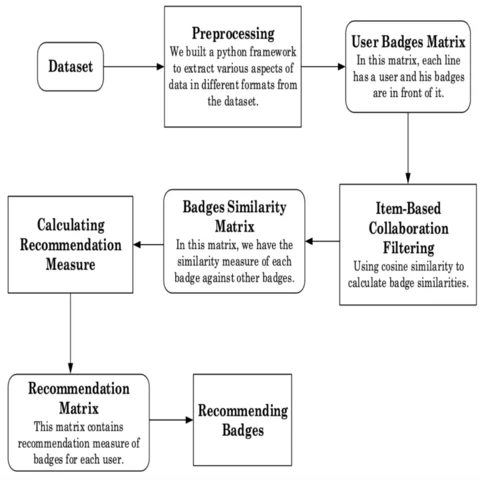 Dataset
Preprocessing
We built a python framework
to extract various aspects of
data in different formats from
the dataset.
User Badges Matrix
In this matrix, each line
has a user and his badges
are in front of it.
Item-Based
Collaboration
Filtering
Using cosine similarity to
calculate badge similarities.
Badges Similarity
Matrix
In this matrix, we have the
similarity measure of each
badge against other badges.
Calculating
Recommendation
Measure
Recommendation
Matrix
This matrix contains
recommendation measure of
badges for each user.
Recommending
Badges